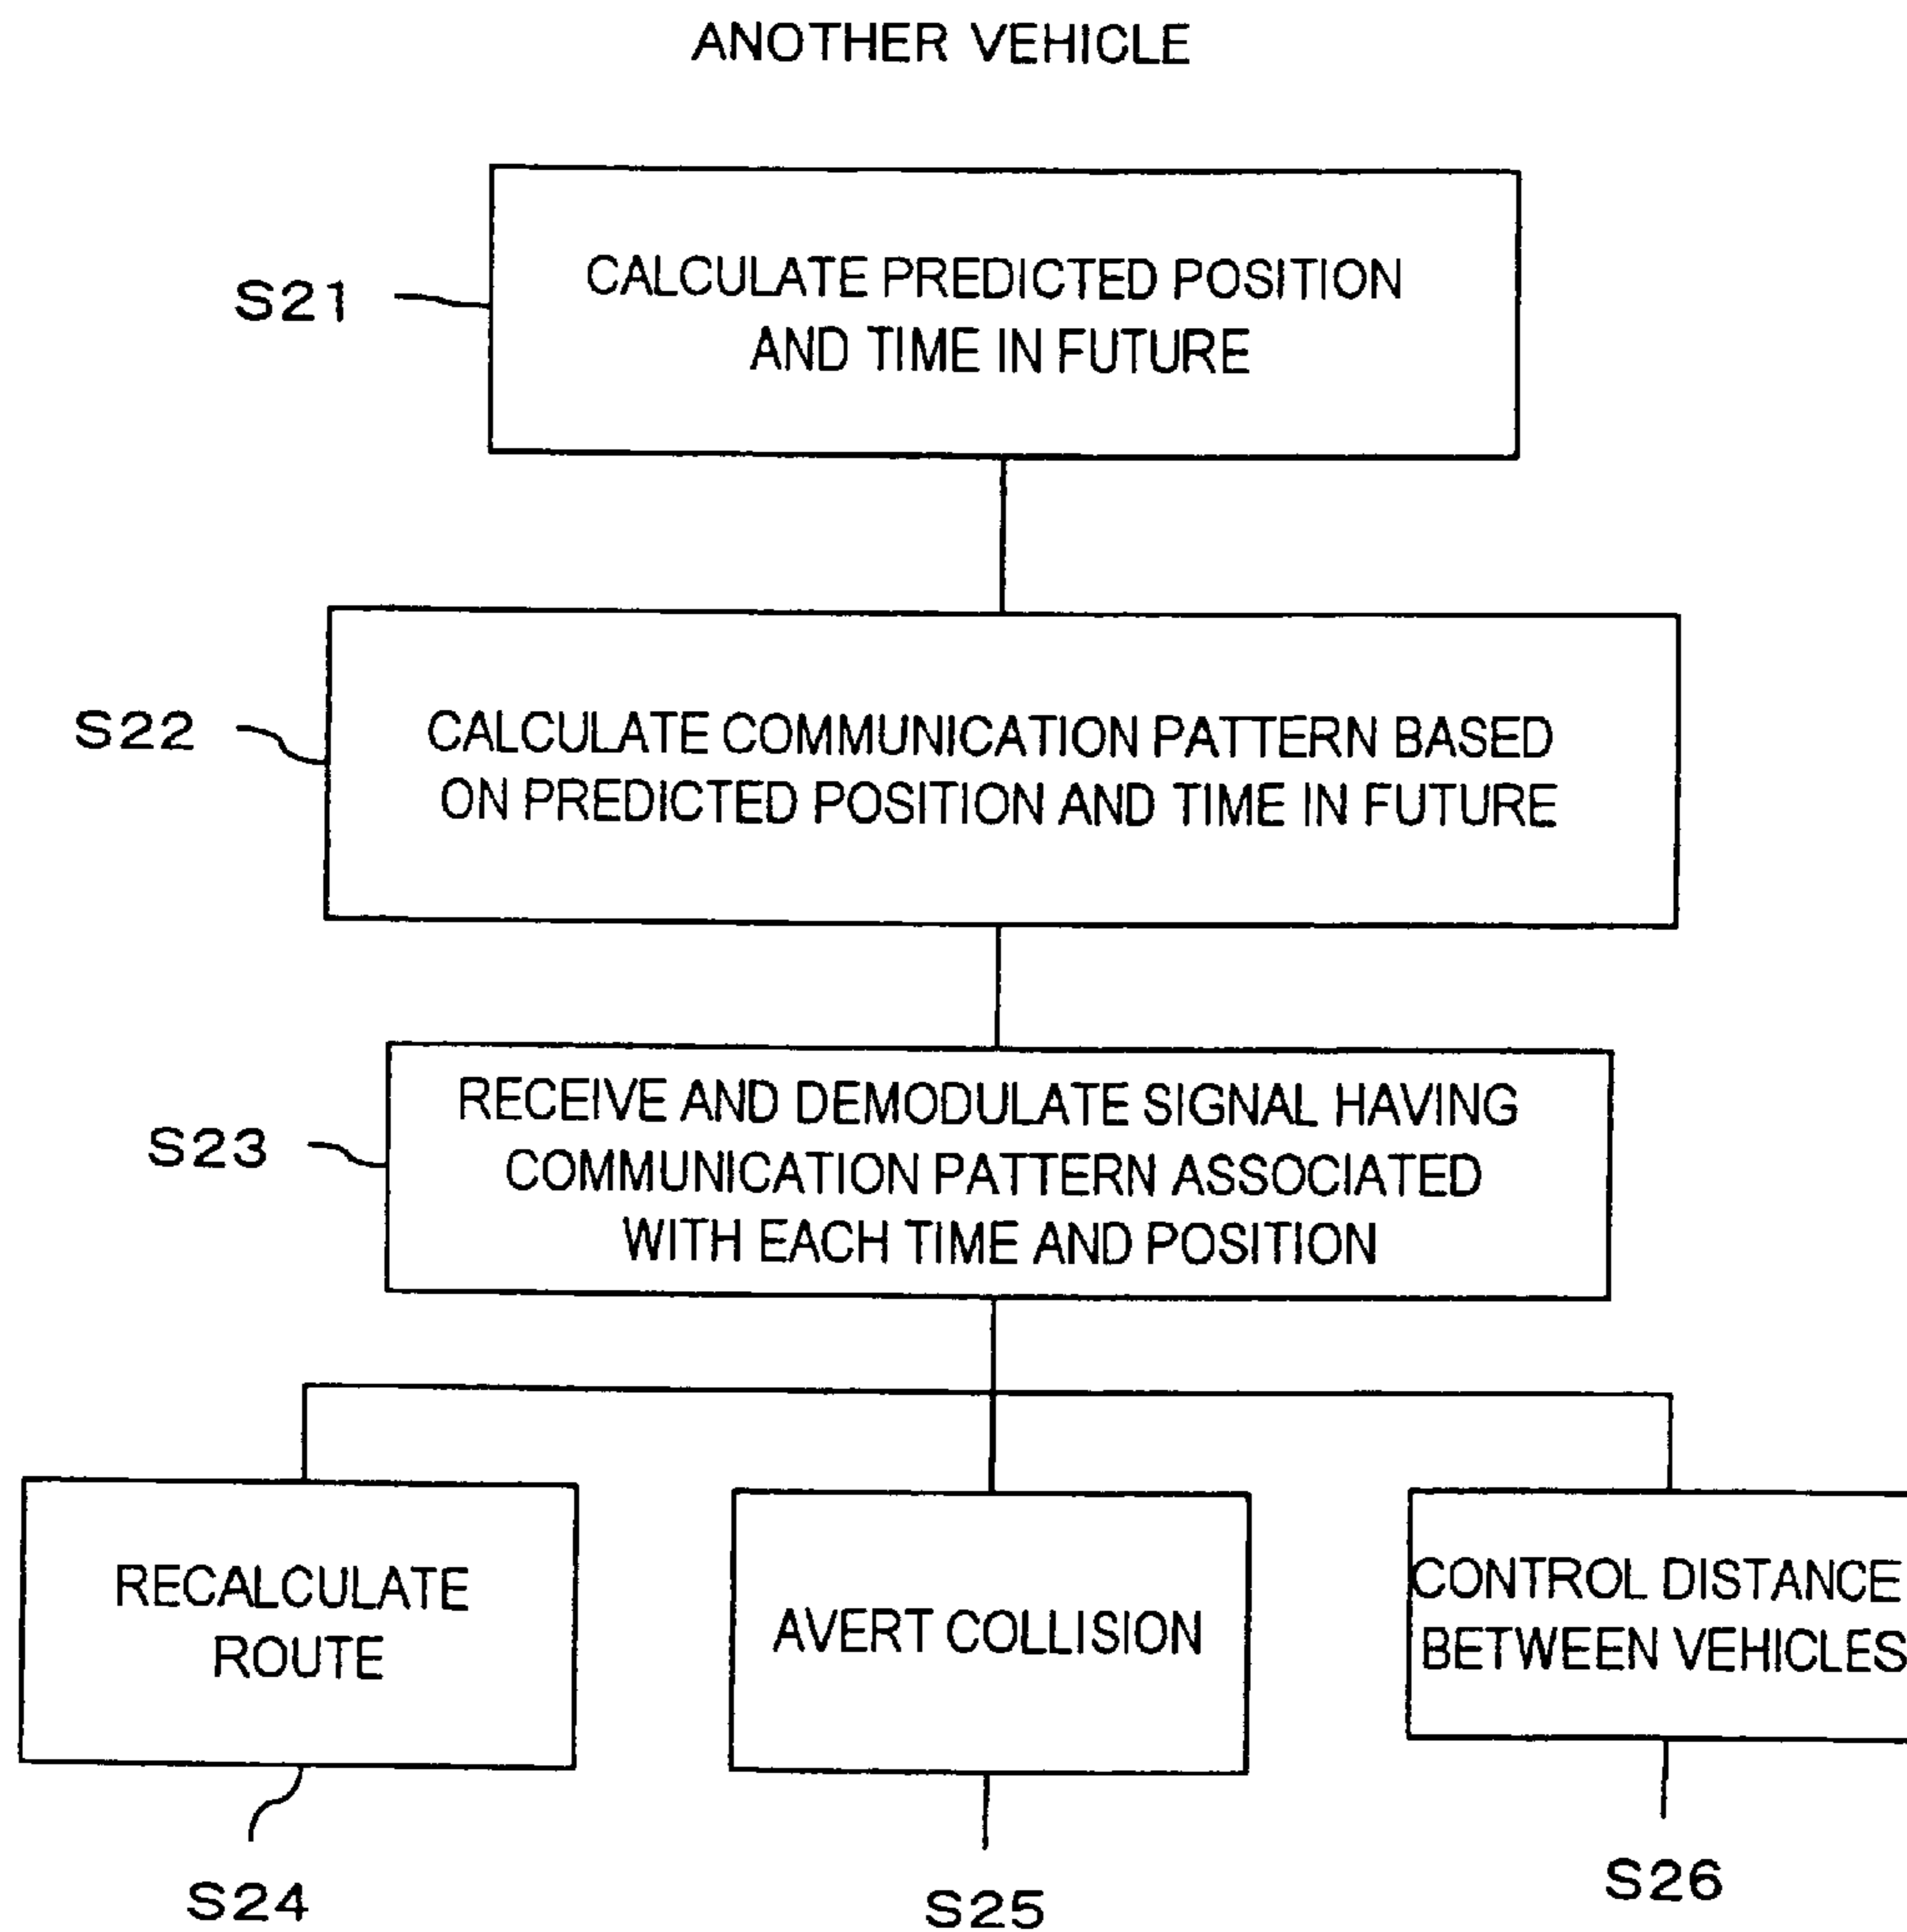 ANOTHER VEHICLE
S21
CALCULATE PREDICTED POSITION
AND TIME IN FUTURE
S22
CALCULATE COMMUNICATION PATTERN BASED
ON PREDICTED POSITION AND TIME IN FUTURE
S23
RECEIVE AND DEMODULATE SIGNAL HAVING
COMMUNICATION PATTERN ASSOCIATED
WITH EACH TIME AND POSITION
RECALCULATE
ROUTE
AVERT COLLISION
CONTROL DISTANCE
BETWEEN VEHICLES
S24
S25
S26